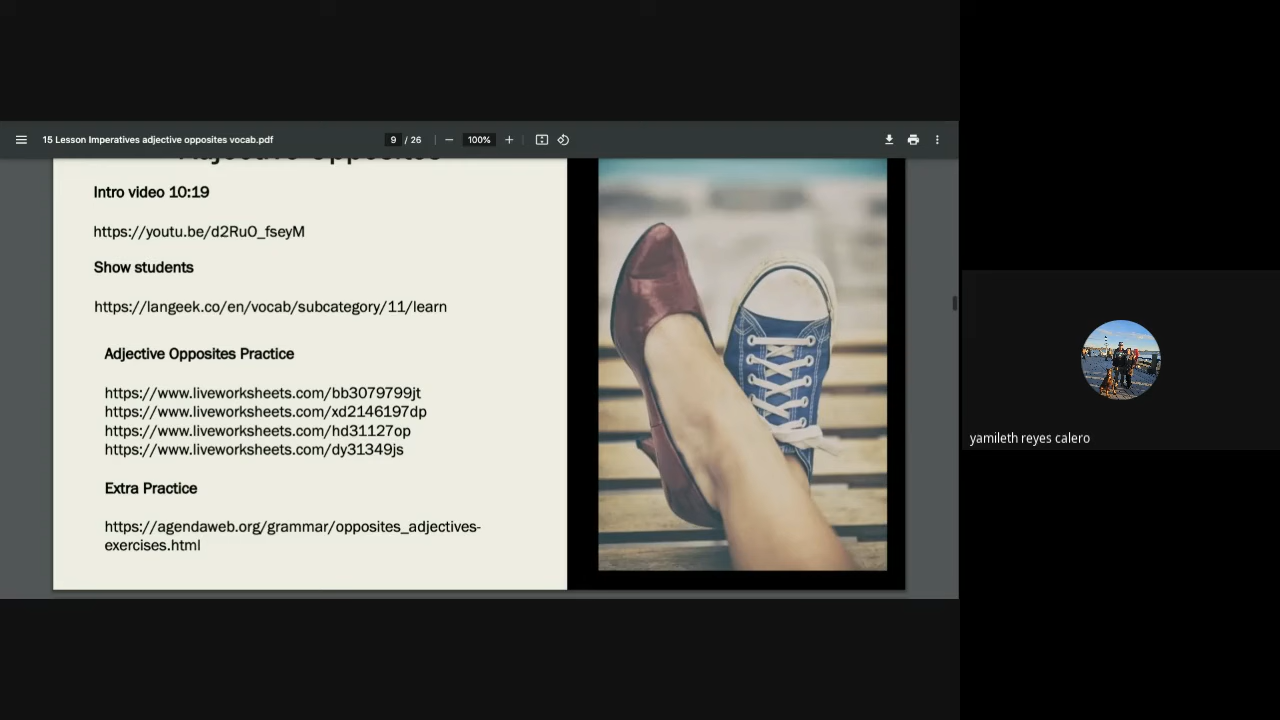 15 Lesson Imperatives adjective opposites vocab.pdf
9 / 26
100%
Adjective Opposites
Intro video 10:19
https://youtu.be/d2RuO_fseyM
Show students
https://langeek.co/en/vocab/subcategory/11/learn
Adjective Opposites Practice
https://www.liveworksheets.com/bb3079799jt
https://www.liveworksheets.com/xd2146197dp
https://www.liveworksheets.com/hd31127op
https://www.liveworksheets.com/dy31349js
Extra Practice
https://agendaweb.org/grammar/opposites_adjectives-
exercises.html
yamileth reyes calero